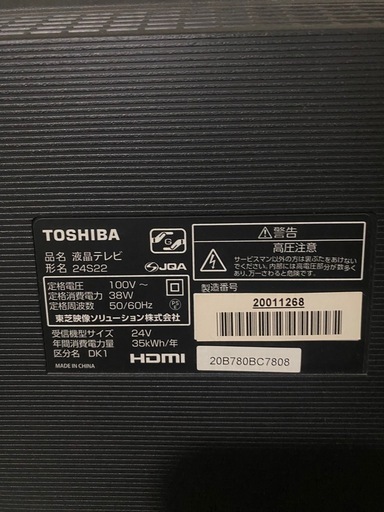 TOSHIBA
品名 液晶テレビ
形名 24S22
JQA
定格電圧 100V～
定格消費電力 38W
定格周波数 50/60Hz
東芝映像ソリューション株式会社
受信機型サイズ 24V
年間消費電力量 35kWh/年
区分名 DK1
HDMI
MADE IN CHINA
警告
高圧注意
サービスマン以外の方は裏ぶたをあけないでください。内部には高電圧部分が数多くあり、万一さわると危険です。
製造番号
20011268
20B780BC7808